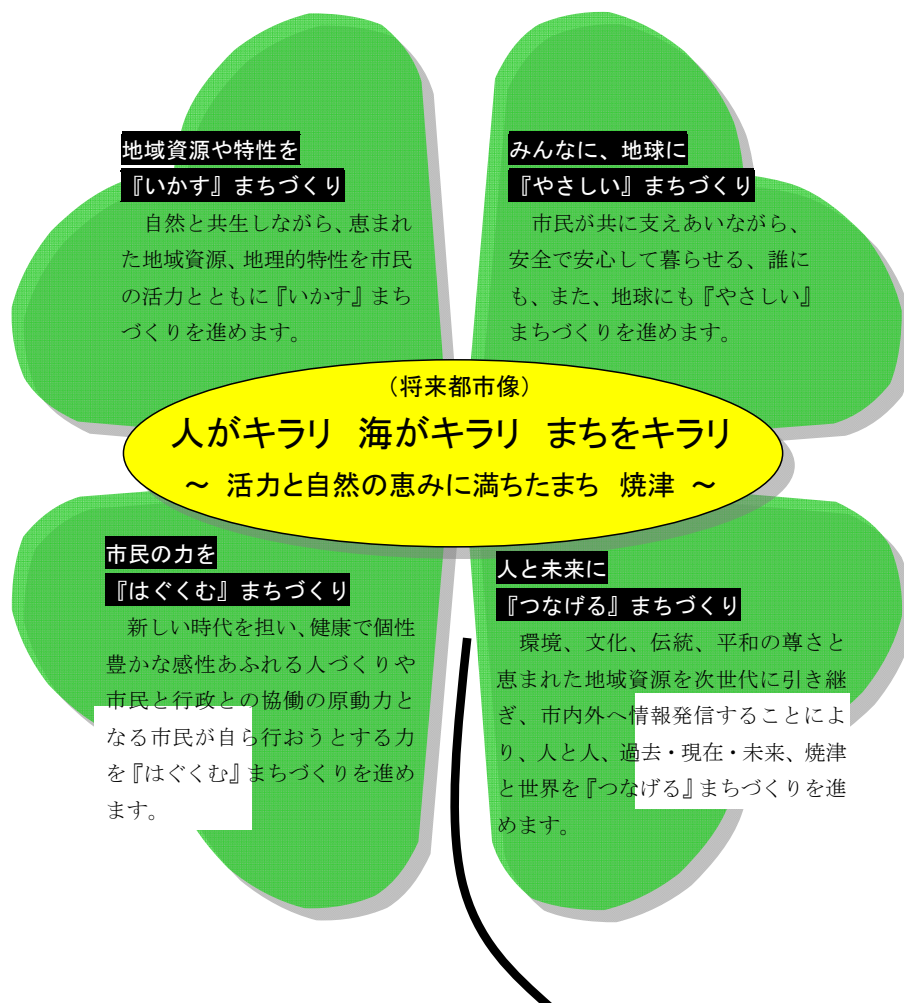 地域資源や特性を
『いかす』まちづくり
自然と共生しながら、恵まれ
た地域資源、地理的特性を市民
の活力とともに『いかす』まち
づくりを進めます。
みんなに、地球に
『やさしい』まちづくり
市民が共に支えあいながら、
安全で安心して暮らせる、誰に
も、また、地球にも『やさしい』
まちづくりを進めます。
(将来都市像)
人がキラリ 海がキラリ まちをキラリ
～ 活力と自然の恵みに満ちたまち 焼津 ～
市民の力を
『はぐくむ』まちづくり
新しい時代を担い、健康で個性
豊かな感性あふれる人づくりや
市民と行政との協働の原動力と
なる市民が自ら行おうとする力
を『はぐくむ』まちづくりを進め
ます。
人と未来に
『つなげる』まちづくり
環境、文化、伝統、平和の尊さと
恵まれた地域資源を次世代に引き継
ぎ、市内外へ情報発信することによ
り、人と人、過去・現在・未来、焼津
と世界を『つなげる』まちづくりを進
めます。